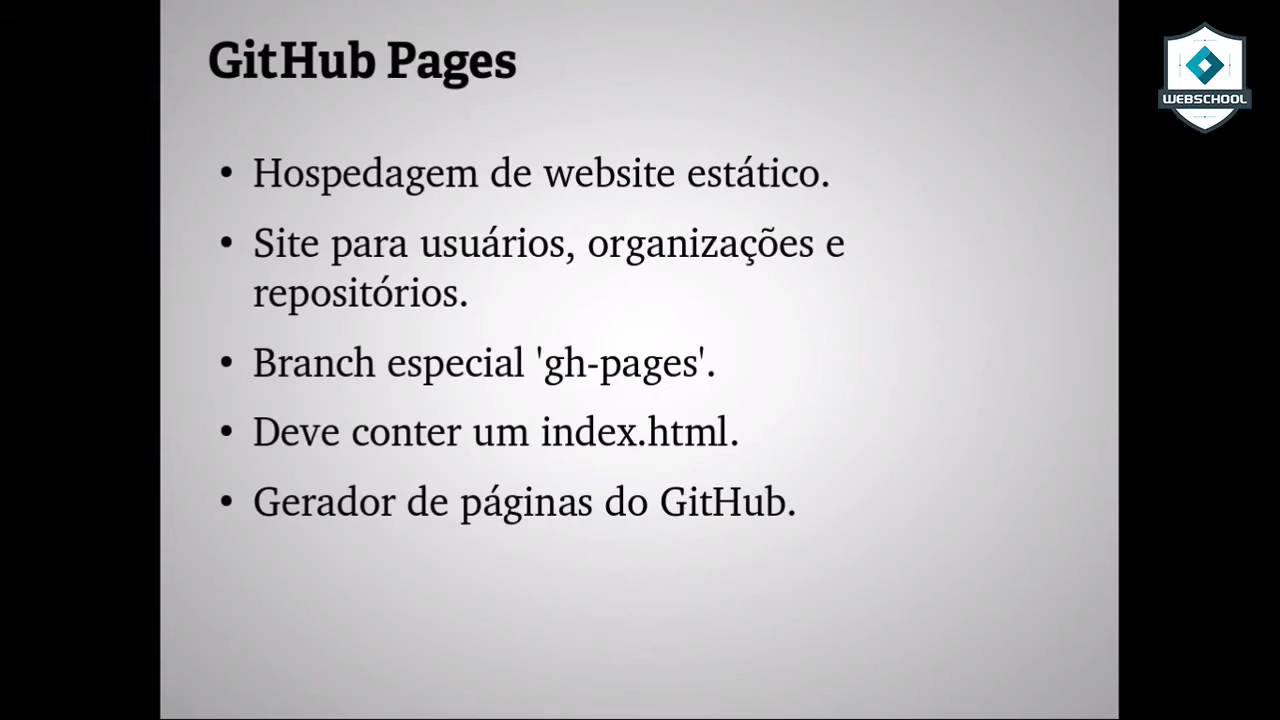 GitHub Pages
WEBSCHOOL
• Hospedagem de website estático.
• Site para usuários, organizações e
repositórios.
• Branch especial 'gh-pages'.
• Deve conter um index.html.
• Gerador de páginas do GitHub.